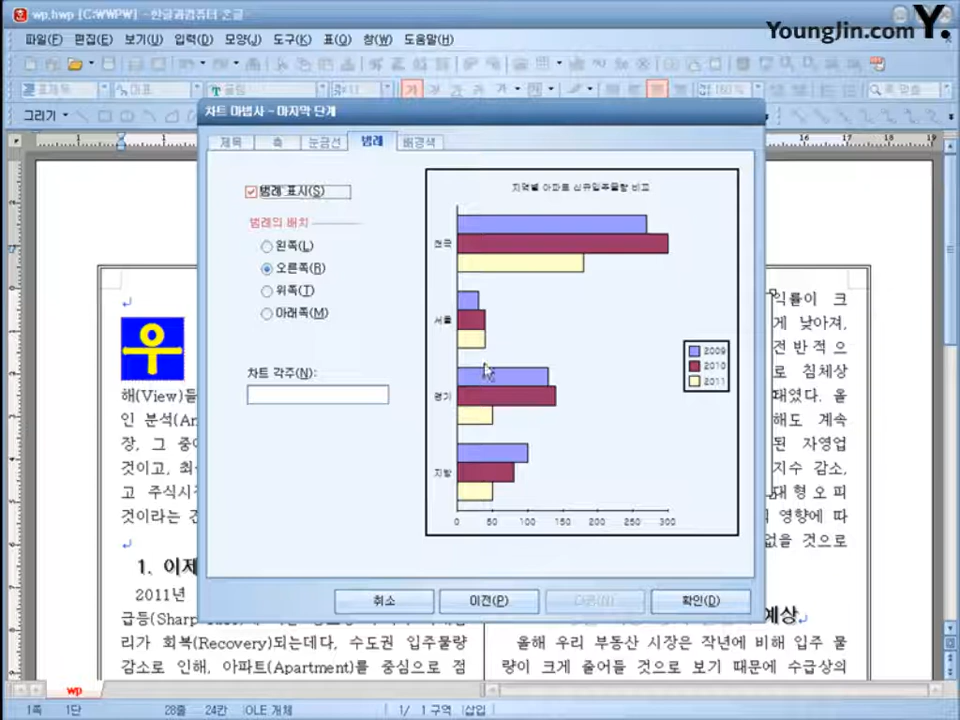 wp.hwp [C:\WWPW] - 한글과컴퓨터 한글
YoungJin.com Y.
파일(F) 편집(E) 보기(U) 입력(D) 모양(J) 도구(K) 표(Q) 창(W) 도움말(H)
그리기
차트 마법사 - 마지막 단계
제목 축 눈금선 범례 배경색
범례 표시(S)
범례의 배치
왼쪽(L)
오른쪽(R)
위쪽(T)
아래쪽(M)
차트 각주(N):
지역별 아파트 신규입주물량 비교
전국
서울
경기
지방
2009
2010
2011
0 50 100 150 200 250 300
취소 이전(P) 다음(N) 확인(O)
익률이 크
게 낮아져,
전반적으
로 침체상
태였다. 올
해도 계속
된 자영업
지수 감소,
대형오피
영향에 따
없을 것으로
우
해(View)
인 분석
장, 그 중
것이고, 최
고 주식시
것이라는
1. 이제
2011년
급등(Sharp
리가 회복(Recovery)되는데다, 수도권 입주물량
감소로 인해, 아파트(Apartment)를 중심으로 점
예상
올해 우리 부동산 시장은 작년에 비해 입주 물
량이 크게 줄어들 것으로 보기 때문에 수급상의
wp
1쪽 1단 28줄 24칸 OLE 개체 1/ 1 구역 삽입